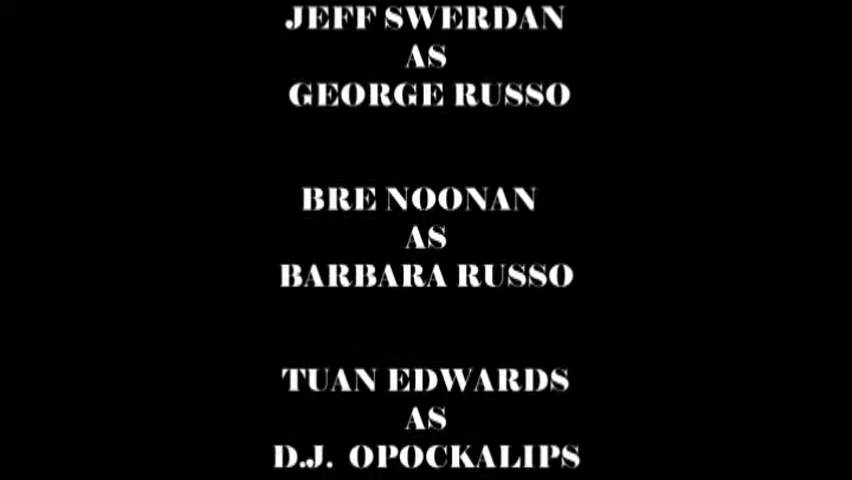 JEFF SWERDAN
AS
GEORGE RUSSO
BRE NOONAN
AS
BARBARA RUSSO
TUAN EDWARDS
AS
D.J. OPOCKALIPS